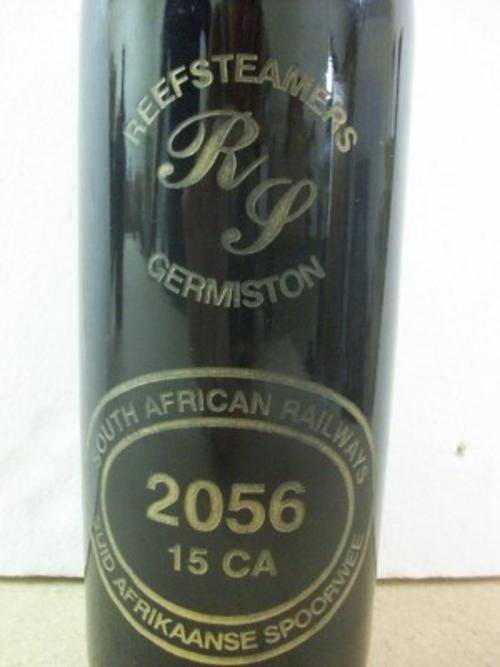 REEFSTEAMERS
RS
GERMISTON
SOUTH AFRICAN RAILWAYS
2056
15 CA
SUID AFRIKAANSE SPOORWEE